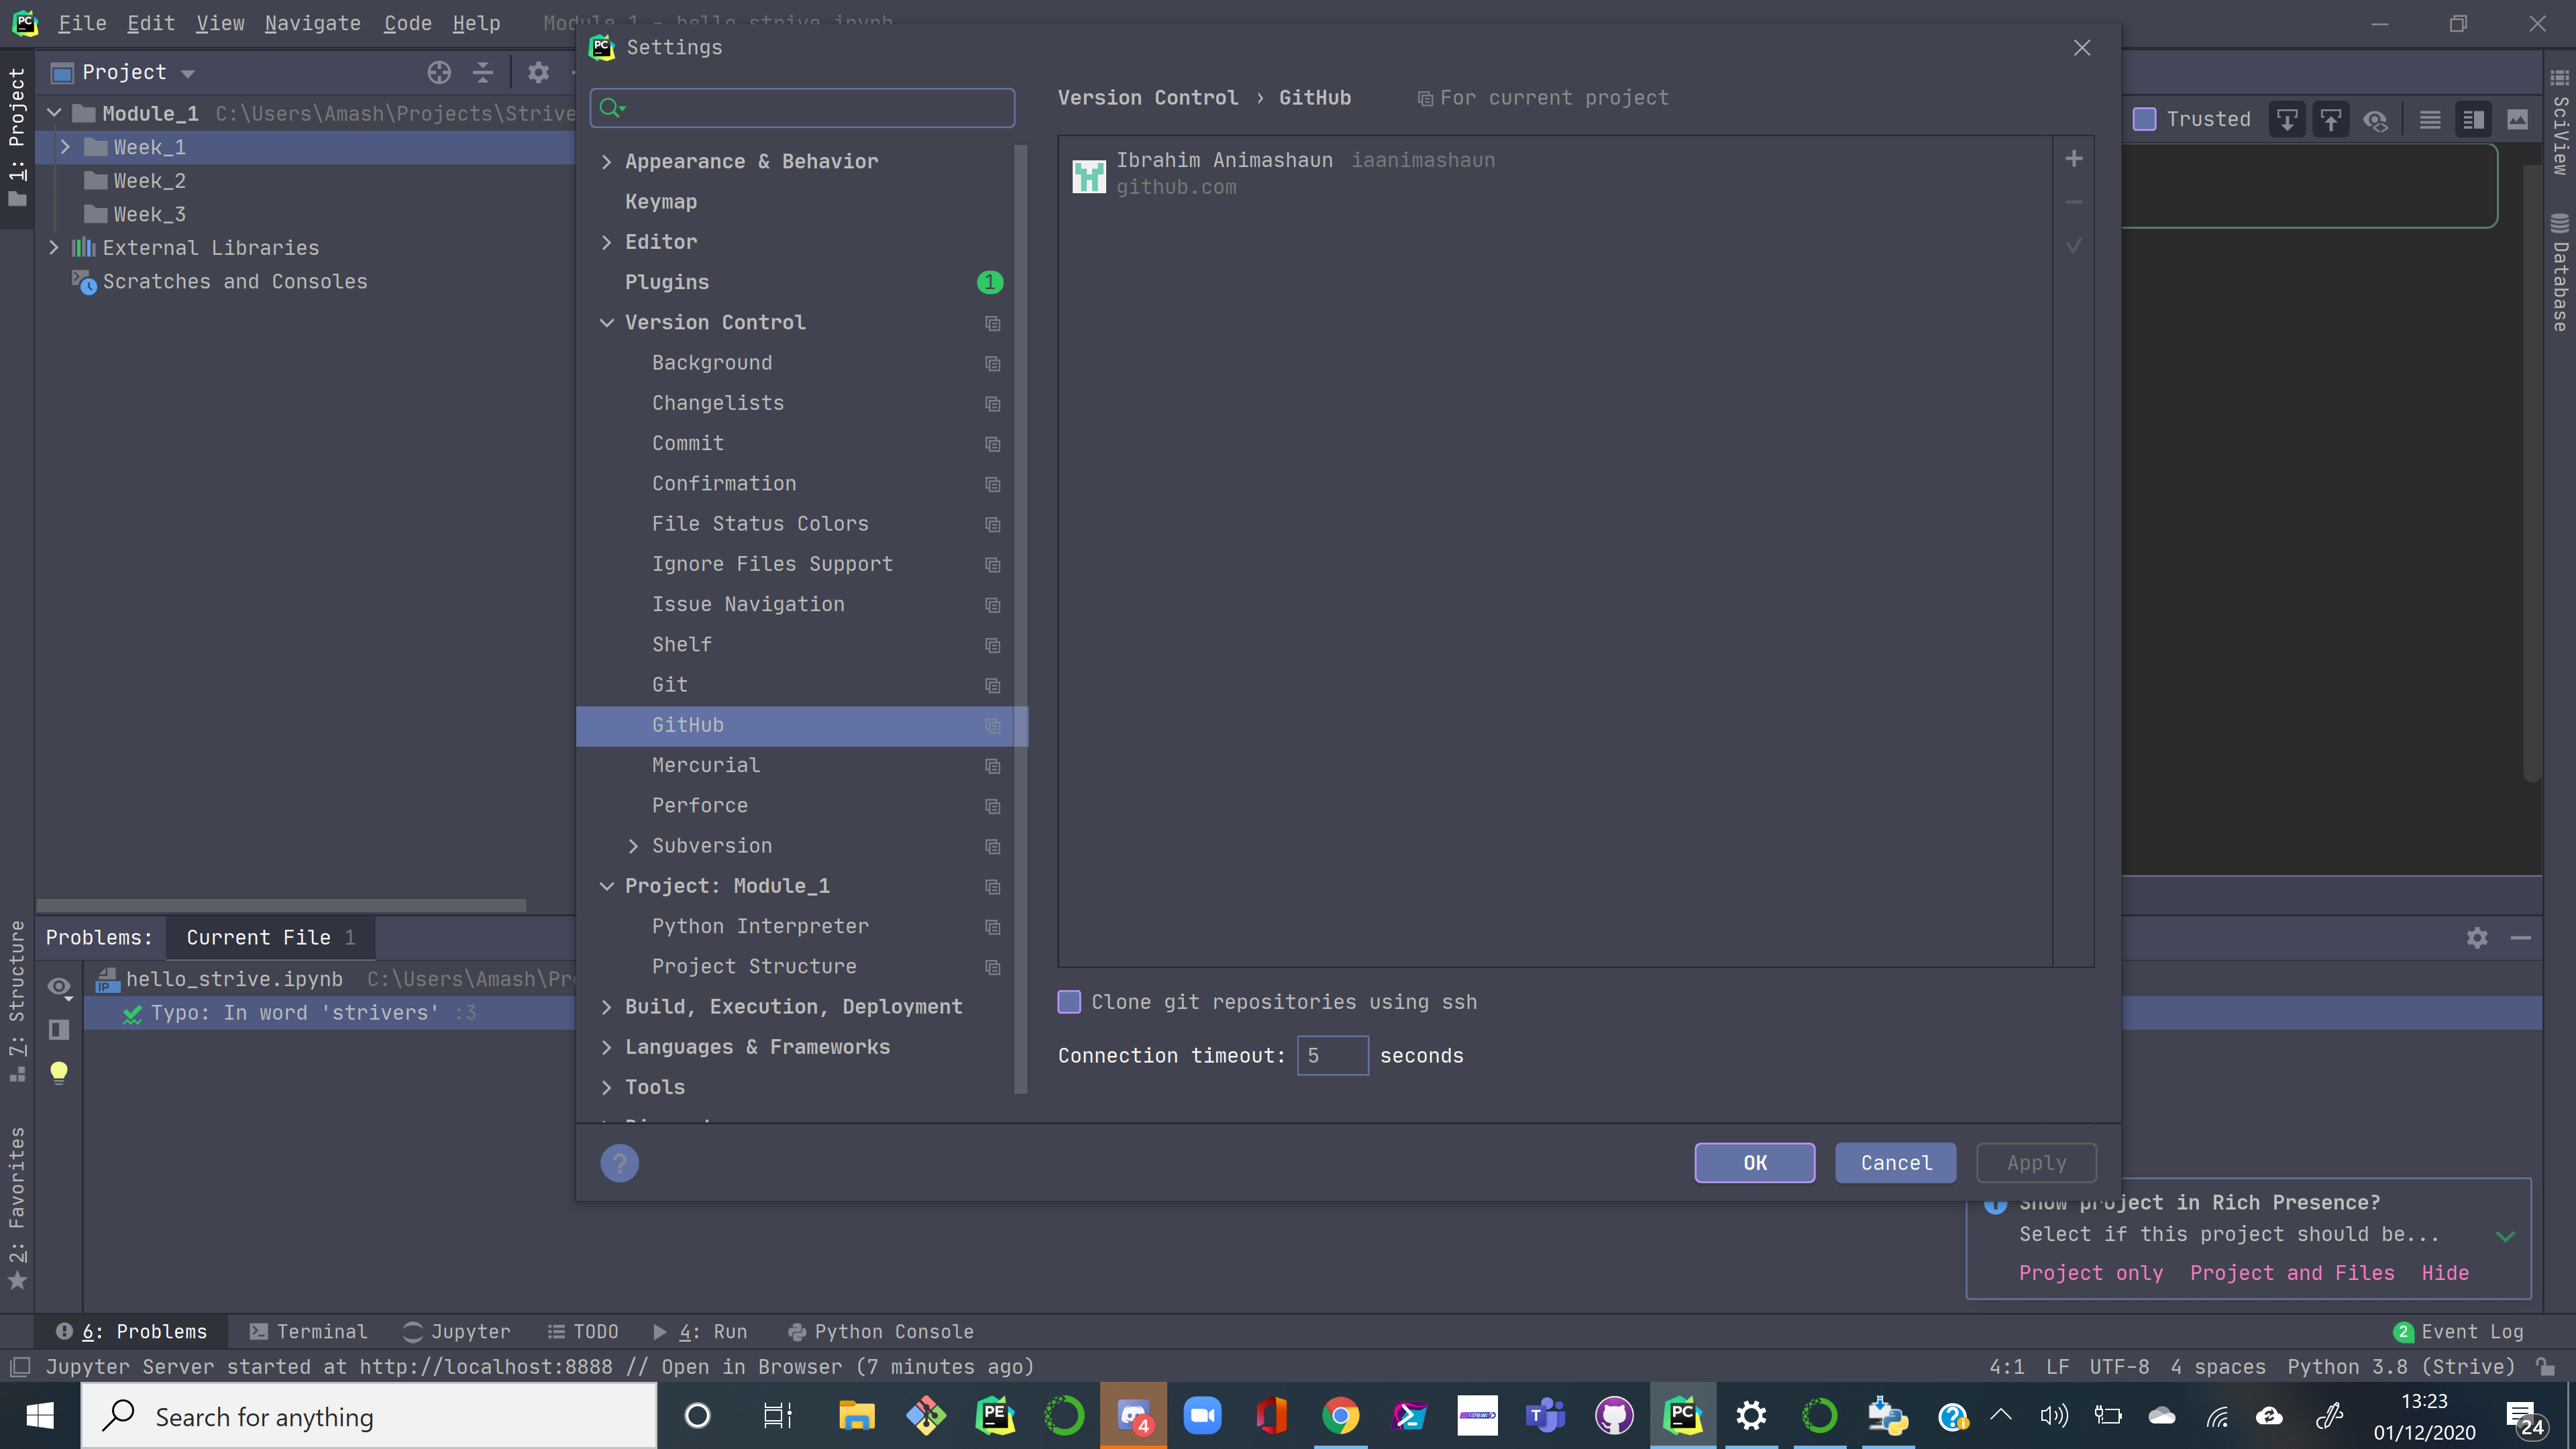 File Edit View Navigate Code Help Module_1 - hello_strive.ipynb
Settings
Project
Module_1 C:\Users\Amash\Projects\Strive
Week_1
Week_2
Week_3
External Libraries
Scratches and Consoles
1: Project
7: Structure
2: Favorites
Appearance & Behavior
Keymap
Editor
Plugins 1
Version Control
Background
Changelists
Commit
Confirmation
File Status Colors
Ignore Files Support
Issue Navigation
Shelf
Git
GitHub
Mercurial
Perforce
Subversion
Project: Module_1
Python Interpreter
Project Structure
Build, Execution, Deployment
Languages & Frameworks
Tools
Version Control › GitHub For current project
Ibrahim Animashaun iaanimashaun
github.com
Clone git repositories using ssh
Connection timeout: 5 seconds
OK Cancel Apply
?
Trusted
SciView
Database
Problems: Current File 1
hello_strive.ipynb C:\Users\Amash\Pr
Typo: In word 'strivers' :3
Show project in Rich Presence?
Select if this project should be...
Project only Project and Files Hide
6: Problems Terminal Jupyter TODO 4: Run Python Console 2 Event Log
Jupyter Server started at http://localhost:8888 // Open in Browser (7 minutes ago) 4:1 LF UTF-8 4 spaces Python 3.8 (Strive)
Search for anything
PE
4
PC
13:23
01/12/2020
24